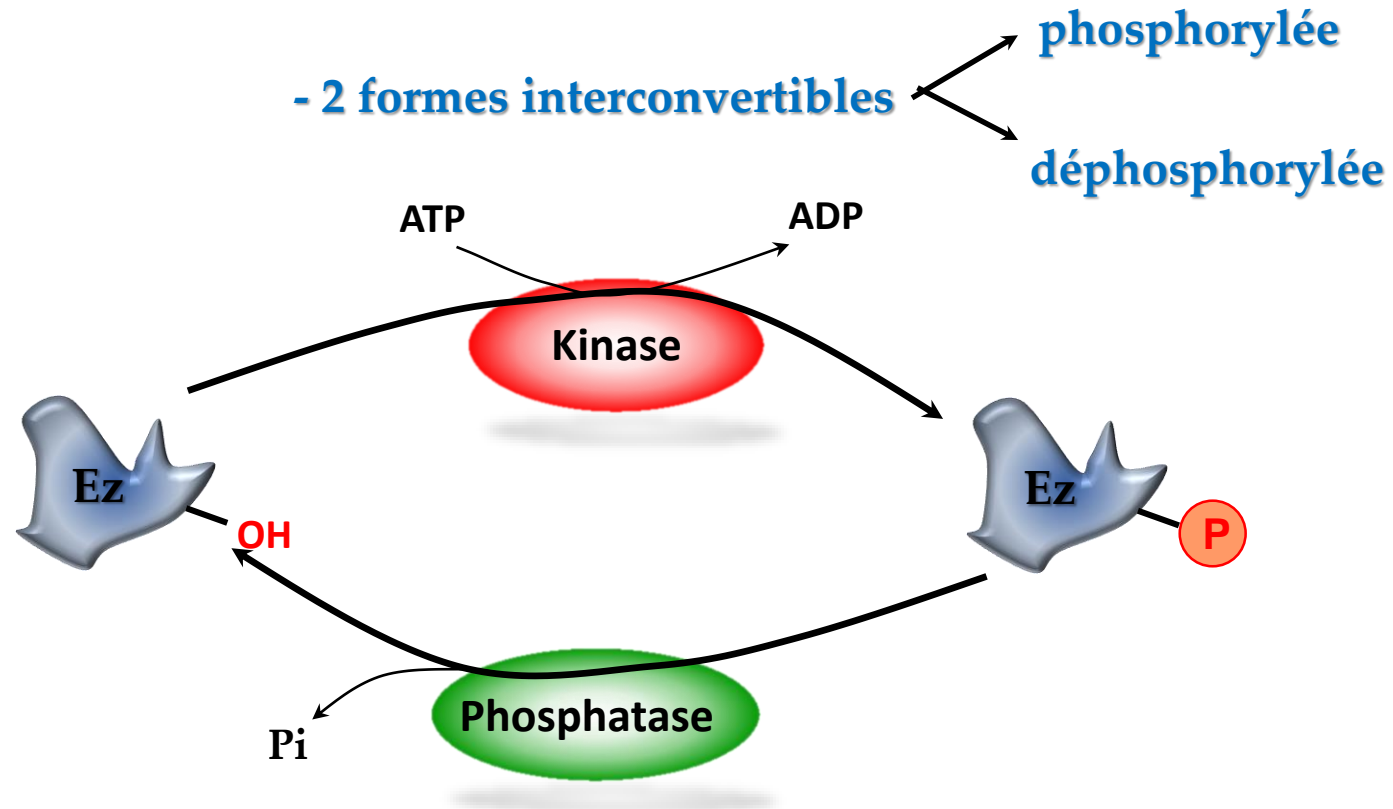 phosphorylée
- 2 formes interconvertibles
déphosphorylée
ATP
ADP
Kinase
Ez
OH
Ez
P
Phosphatase
Pi